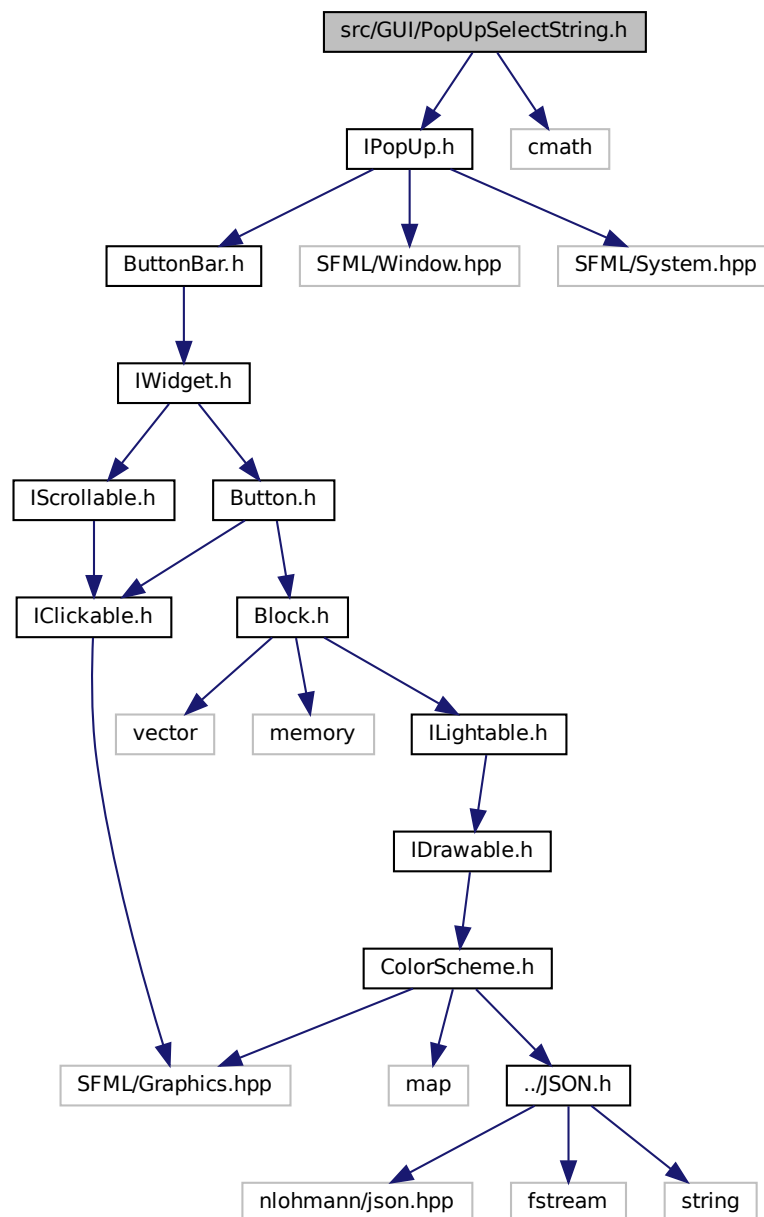 src/GUI/PopUpSelectString.h
IPopUp.h
cmath
ButtonBar.h
SFML/Window.hpp
SFML/System.hpp
IWidget.h
IScrollable.h
Button.h
IClickable.h
Block.h
vector
memory
ILightable.h
IDrawable.h
ColorScheme.h
SFML/Graphics.hpp
map
../JSON.h
nlohmann/json.hpp
fstream
string